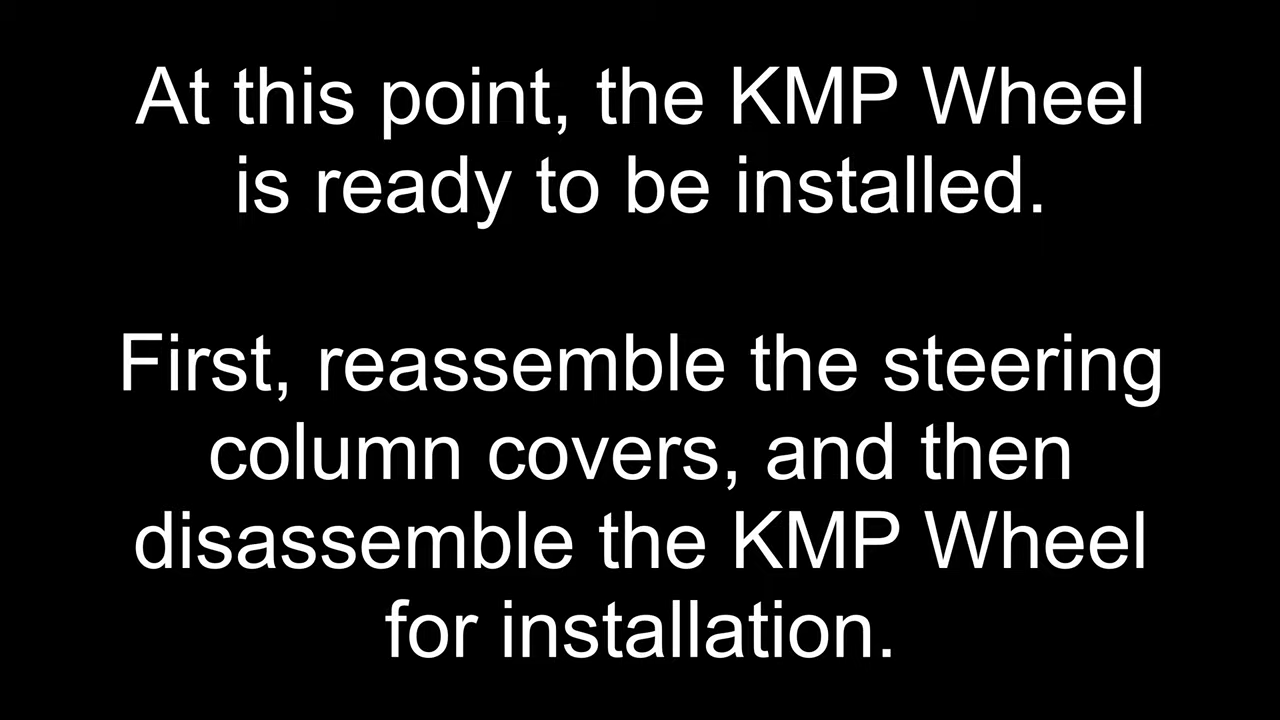 At this point, the KMP Wheel
is ready to be installed.
First, reassemble the steering
column covers, and then
disassemble the KMP Wheel
for installation.